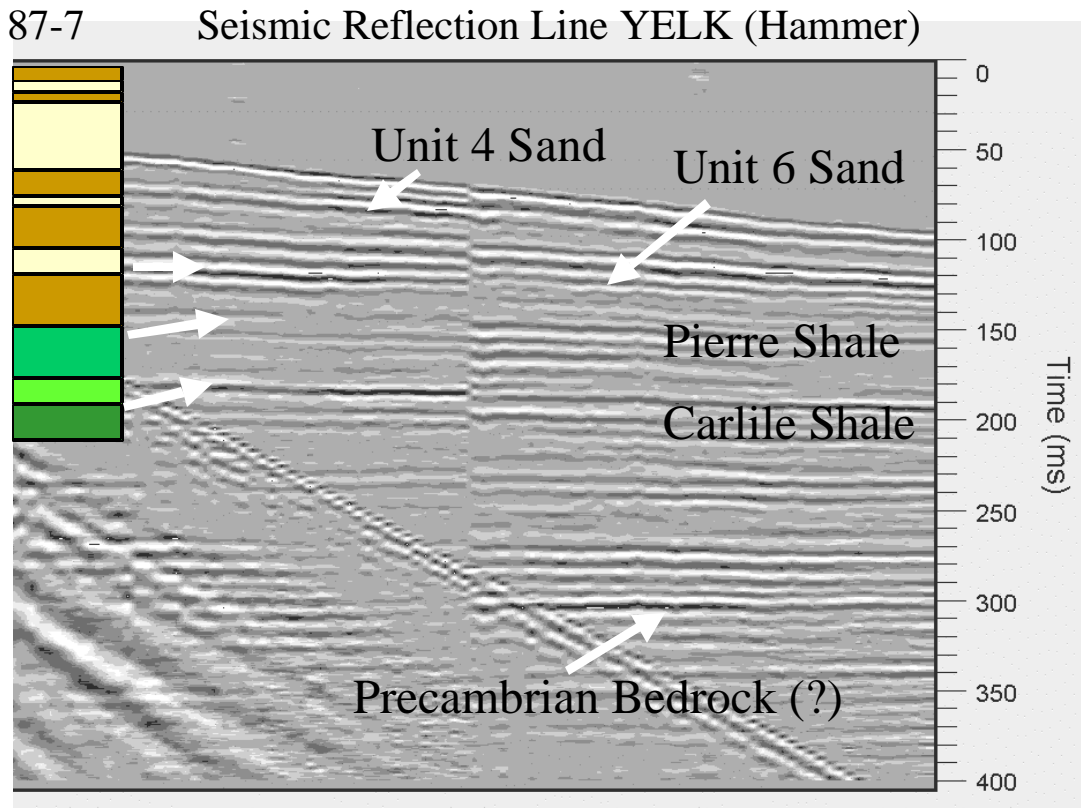 87-7 Seismic Reflection Line YELK (Hammer)
0
Unit 4 Sand
50
Unit 6 Sand
100
150
Pierre Shale
Time (ms)
200
Carlile Shale
250
300
Precambrian Bedrock (?)
350
400